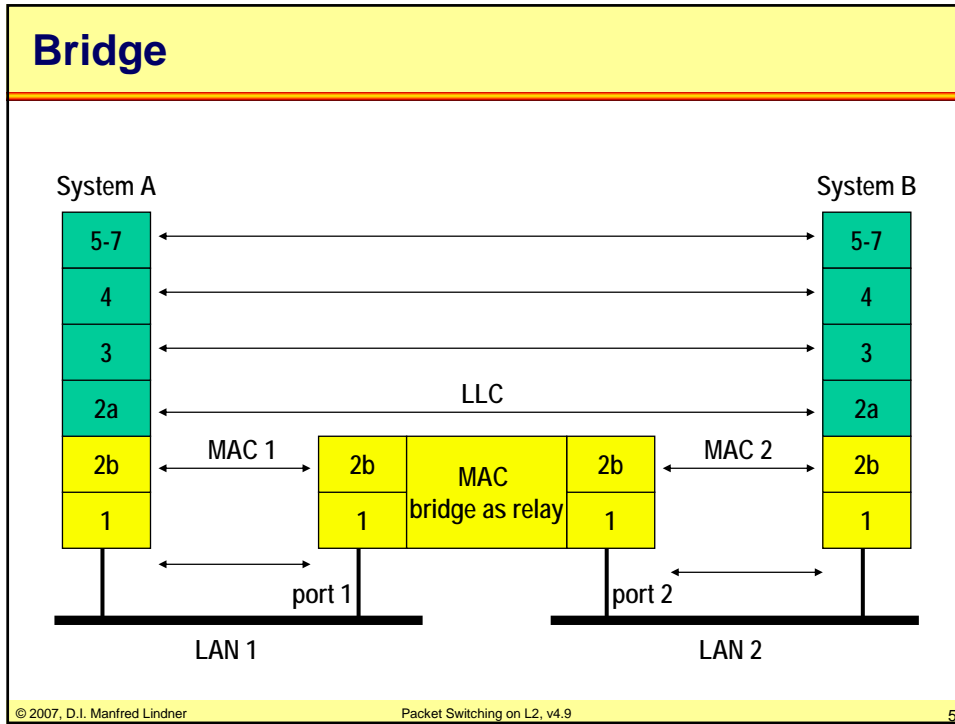 Bridge
System A
System B
5-7
5-7
4
4
3
3
LLC
2a
2a
MAC 1
MAC 2
2b
2b
MAC
2b
2b
bridge as relay
1
1
1
1
port 1
port 2
LAN 1
LAN 2
© 2007, D.I. Manfred Lindner
Packet Switching on L2, v4.9
5